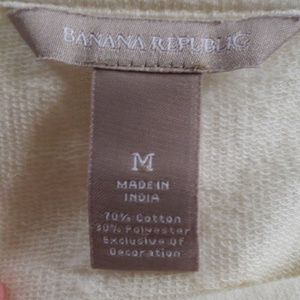 BANANA REPUBLIC
M
MADE IN
INDIA
70% Cotton
30% Polyester
Exclusive Of
Decoration